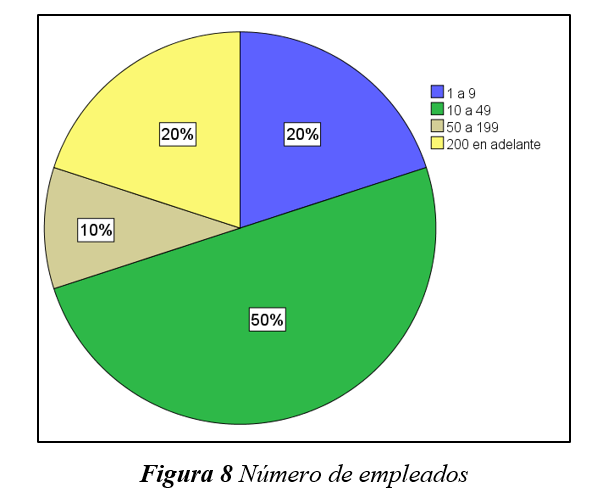 1 a 9
10 a 49
50 a 199
200 en adelante
20%
20%
10%
50%
Figura 8 Número de empleados